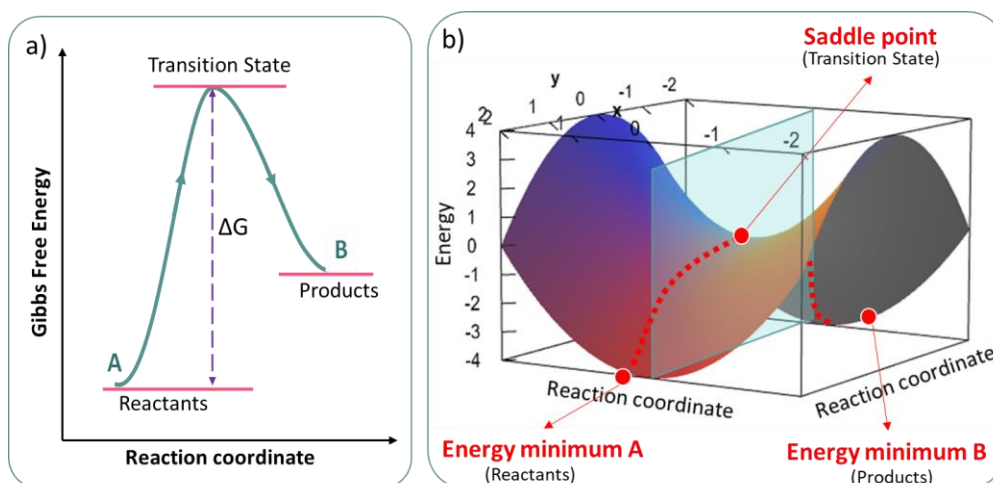 a)
Transition State
ΔG
B
Products
A
Reactants
Gibbs Free Energy
Reaction coordinate
b)
Saddle point
(Transition State)
y
x
2
1
0
-1
-2
2
1
0
-1
-2
4
3
2
1
0
-1
-2
-3
-4
Energy
Reaction coordinate
Reaction coordinate
Energy minimum A
(Reactants)
Energy minimum B
(Products)